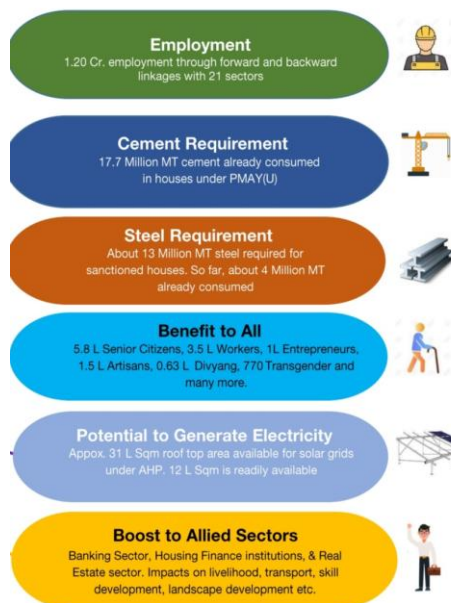 Employment
1.20 Cr. employment through forward and backward
linkages with 21 sectors
Cement Requirement
17.7 Million MT cement already consumed
in houses under PMAY(U)
Steel Requirement
About 13 Million MT steel required for
sanctioned houses. So far, about 4 Million MT
already consumed
Benefit to All
5.8 L Senior Citizens, 3.5 L Workers, 1L Entrepreneurs,
1.5 L Artisans, 0.63 L Divyang, 770 Transgender and
many more.
Potential to Generate Electricity
Appox. 31 L Sqm roof top area available for solar grids
under AHP. 12 L Sqm is readily available
Boost to Allied Sectors
Banking Sector, Housing Finance institutions, & Real
Estate sector. Impacts on livelihood, transport, skill
development, landscape development etc.